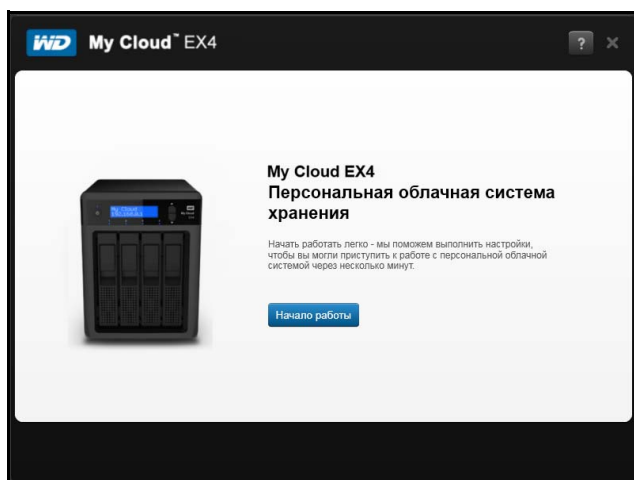 WD My Cloud™ EX4
?
My Cloud EX4
Персональная облачная система
хранения
Начать работать легко - мы поможем выполнить настройки,
чтобы вы могли приступить к работе с персональной облачной
системой через несколько минут.
Начало работы